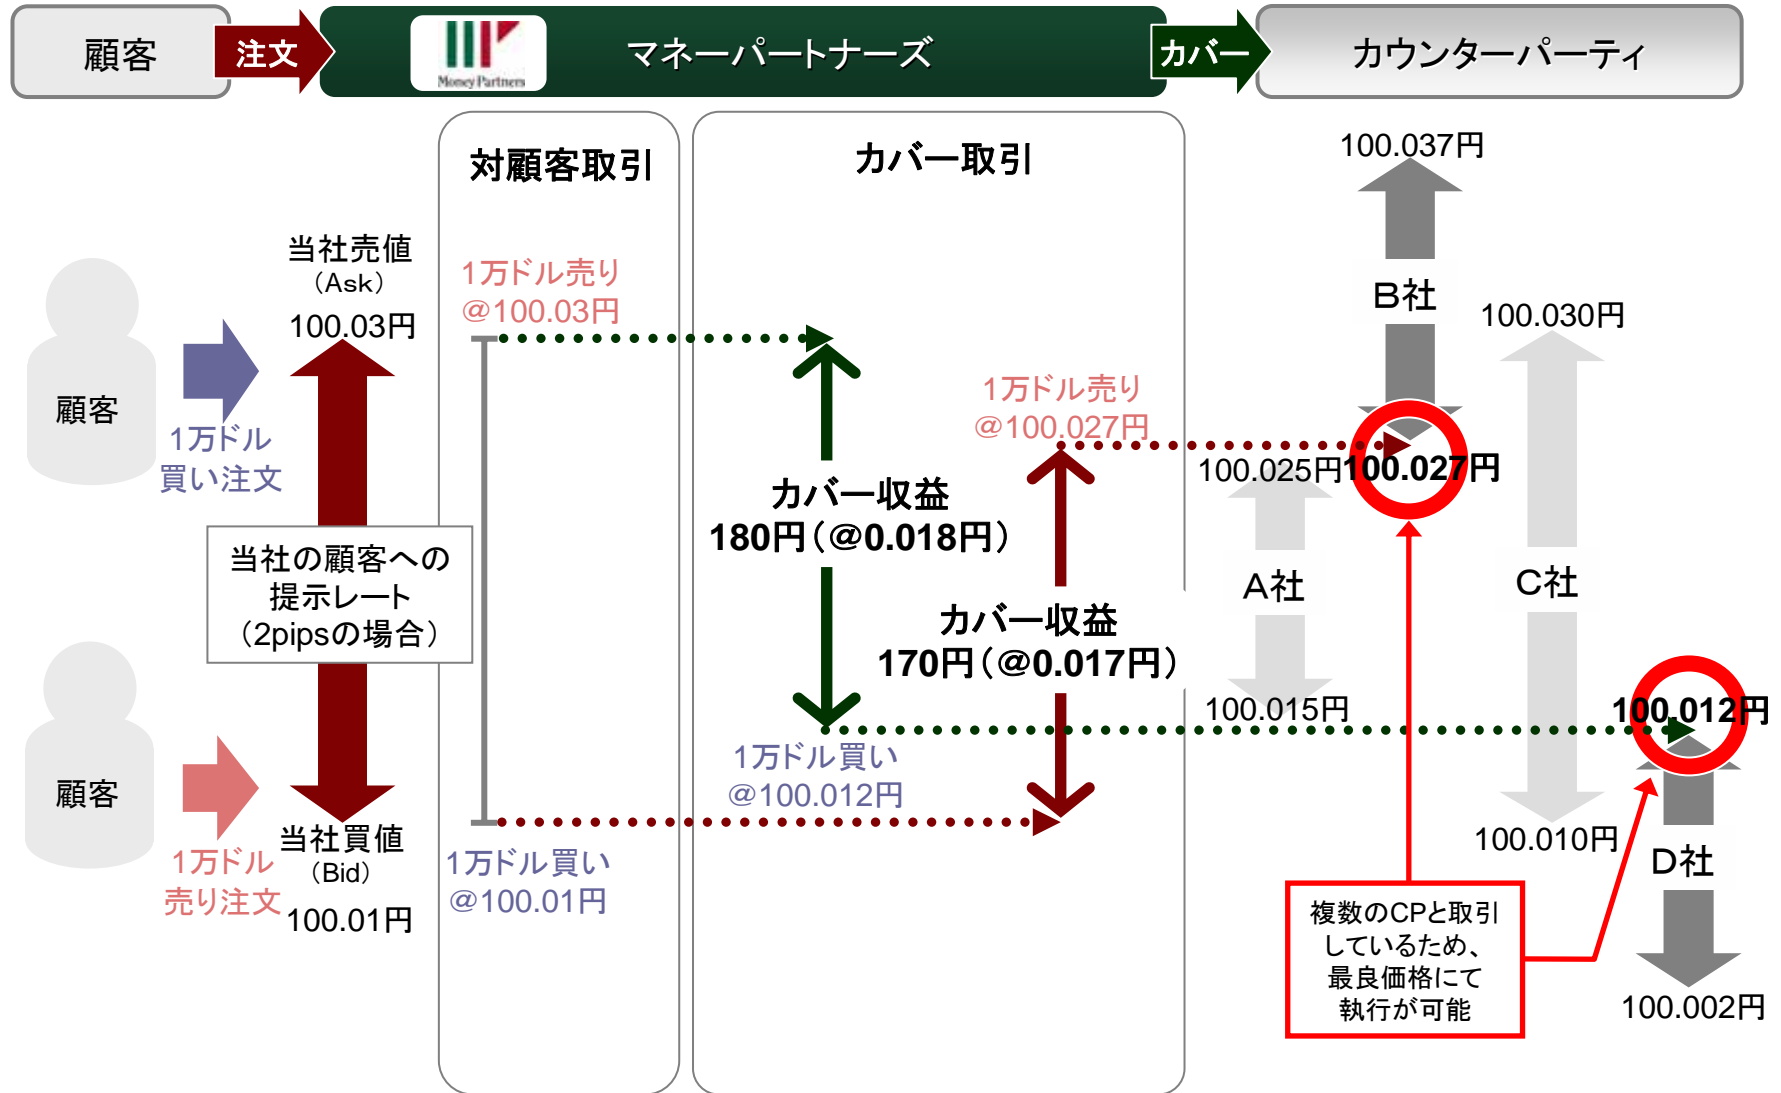 顧客
注文
Money Partners
マネーパートナーズ
カバー
カウンターパーティ
対顧客取引
カバー取引
当社売値
（Ask）
100.03円
顧客
1万ドル
買い注文
当社の顧客への
提示レート
（2pipsの場合）
顧客
1万ドル
売り注文
当社買値
（Bid）
100.01円
1万ドル売り
＠100.03円
1万ドル買い
＠100.01円
カバー収益
180円（＠0.018円）
1万ドル買い
＠100.012円
1万ドル売り
＠100.027円
カバー収益
170円（＠0.017円）
100.037円
B社
100.027円
100.025円
A社
100.015円
100.030円
C社
100.010円
100.012円
D社
100.002円
複数のCPと取引
しているため、
最良価格にて
執行が可能